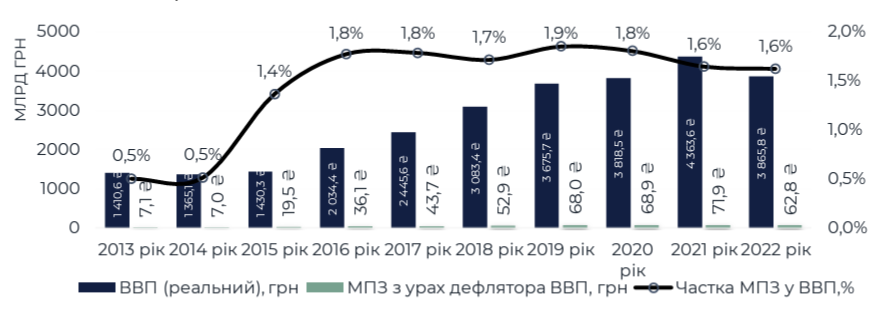 МЛРД ГРН
5000
4000
3000
2000
1000
0
2,0%
1,5%
1,0%
0,5%
0,0%
0,5%
0,5%
1,4%
1,8%
1,8%
1,7%
1,9%
1,8%
1,6%
1,6%
1 410,6 ₴
7,1 ₴
1 365,1 ₴
7,0 ₴
1 430,3 ₴
19,5 ₴
2 034,4 ₴
36,1 ₴
2 445,6 ₴
43,7 ₴
3 083,4 ₴
52,9 ₴
3 675,7 ₴
68,0 ₴
3 818,5 ₴
68,9 ₴
4 363,6 ₴
71,9 ₴
3 865,8 ₴
62,8 ₴
2013 рік 2014 рік 2015 рік 2016 рік 2017 рік 2018 рік 2019 рік 2020 рік 2021 рік 2022 рік
ВВП (реальний), грн МПЗ з урах дефлятора ВВП, грн Частка МПЗ у ВВП,%